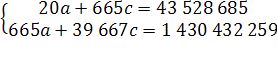 20a + 665c = 43 528 685
665a + 39 667c = 1 430 432 259